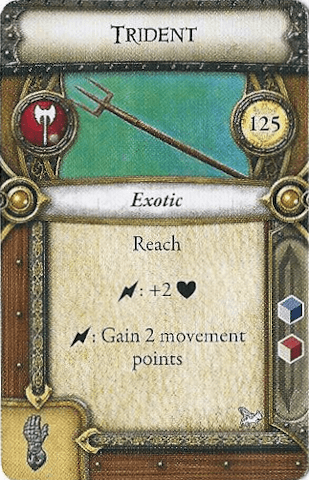 TRIDENT
125
Exotic
Reach
: +2
: Gain 2 movement
points